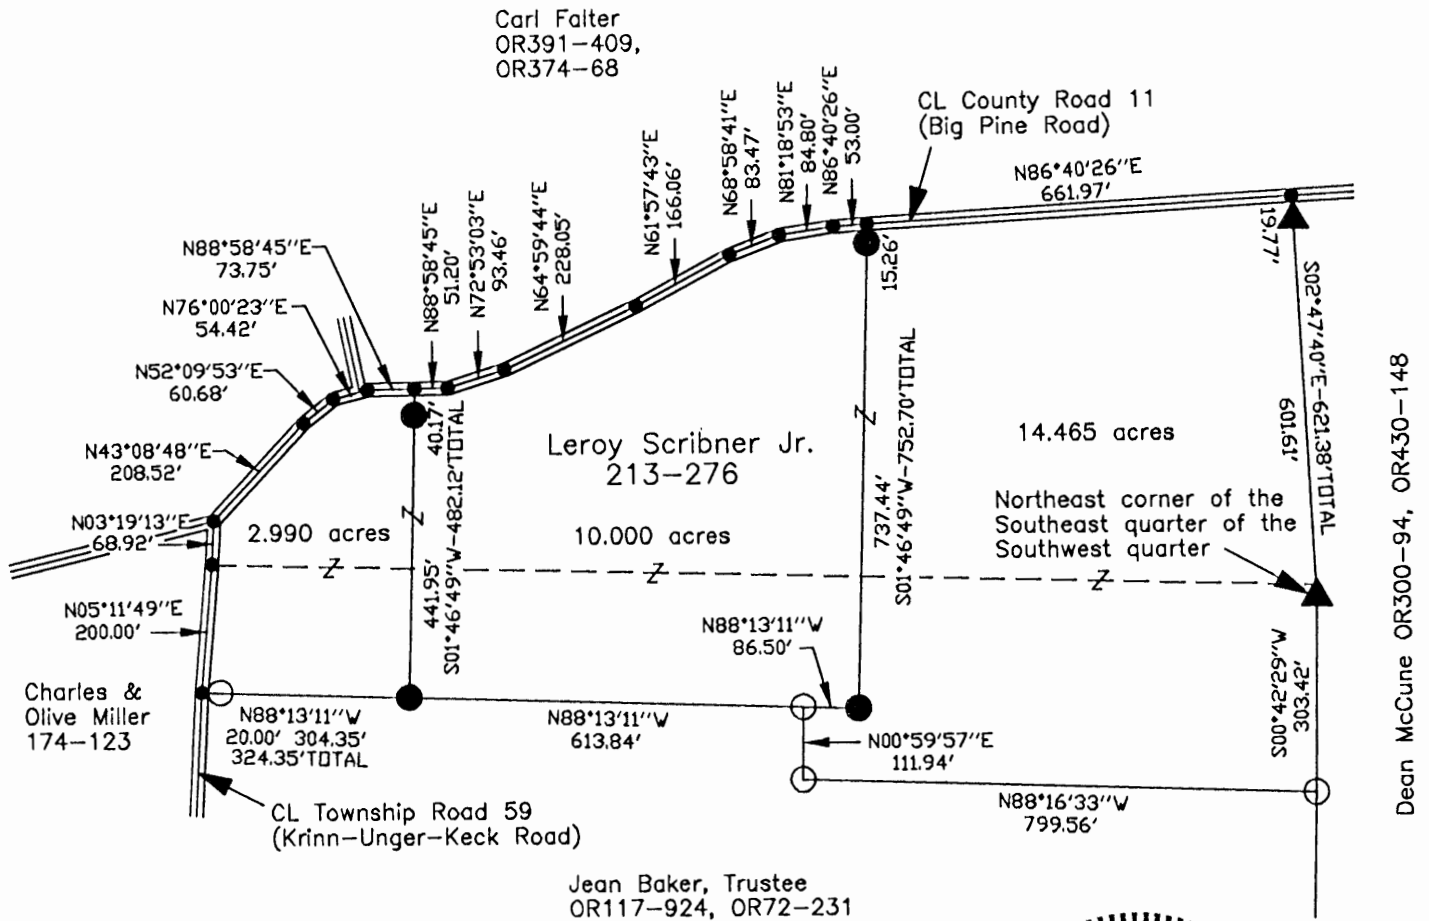 Carl Falter
OR391-409,
OR374-68
CL County Road 11
(Big Pine Road)
N86°40'26"E
661.97'
N86°40'26"E
53.00'
N81°18'53"E
84.80'
N68°58'41"E
83.47'
N61°57'43"E
166.06'
N64°59'44"E
228.05'
N72°53'03"E
93.46'
N88°58'45"E
51.20'
N88°58'45"E
73.75'
N76°00'23"E
54.42'
N52°09'53"E
60.68'
N43°08'48"E
208.52'
N03°19'13"E
68.92'
N05°11'49"E
200.00'
15.26'
19.77'
S02°47'40"E-621.38'TOTAL
601.61'
40.17'
441.95'
S01°46'49"W-482.12'TOTAL
737.44'
S01°46'49"W-752.70'TOTAL
Leroy Scribner Jr.
213-276
14.465 acres
2.990 acres
10.000 acres
Northeast corner of the
Southeast quarter of the
Southwest quarter
Z
Z
Z
Z
Z
N88°13'11"W
86.50'
S00°42'29"W
303.42'
Dean McCune OR300-94, OR430-148
Charles &
Olive Miller
174-123
N88°13'11"W
20.00' 304.35'
324.35'TOTAL
N88°13'11"W
613.84'
N00°59'57"E
111.94'
N88°16'33"W
799.56'
CL Township Road 59
(Krinn-Unger-Keck Road)
Jean Baker, Trustee
OR117-924, OR72-231